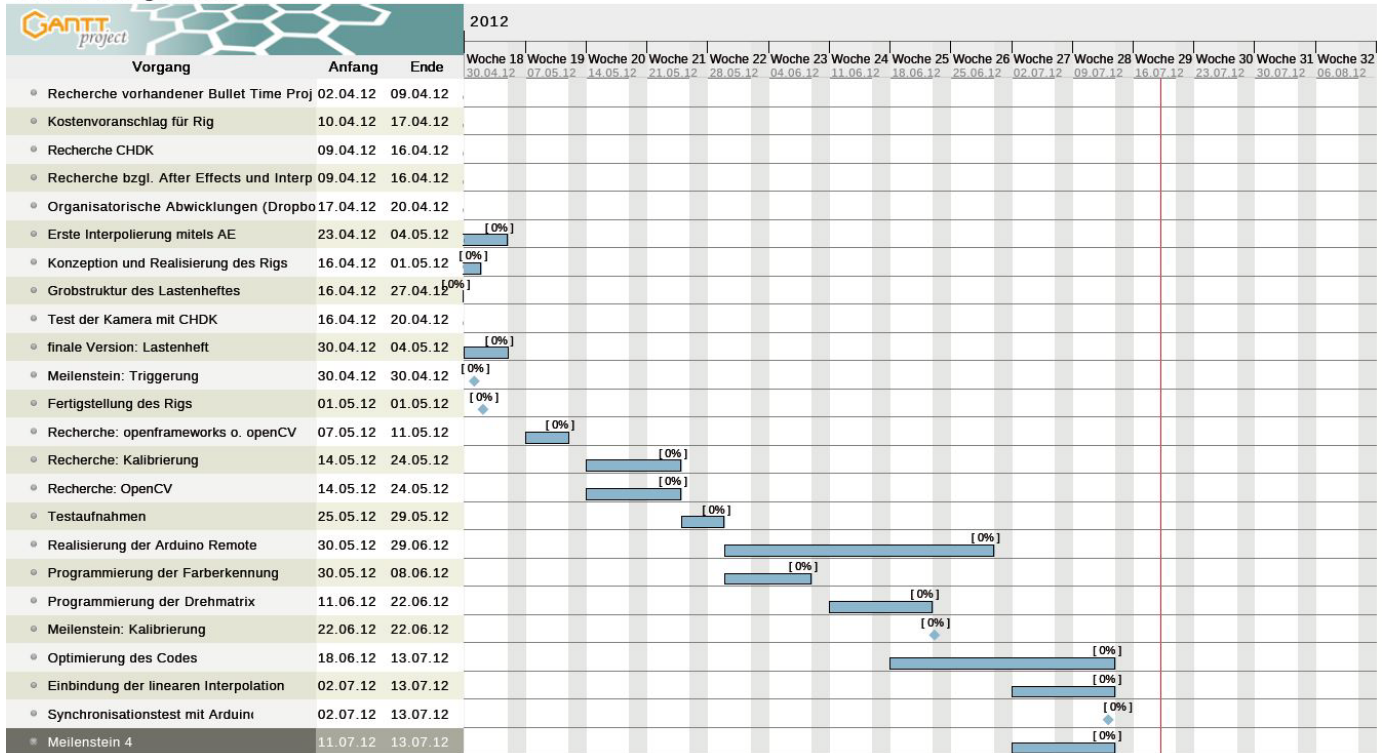 GANTT project
2012
Vorgang Anfang Ende
Woche 18 Woche 19 Woche 20 Woche 21 Woche 22 Woche 23 Woche 24 Woche 25 Woche 26 Woche 27 Woche 28 Woche 29 Woche 30 Woche 31 Woche 32
30.04.12 07.05.12 14.05.12 21.05.12 28.05.12 04.06.12 11.06.12 18.06.12 25.06.12 02.07.12 09.07.12 16.07.12 23.07.12 30.07.12 06.08.12
Recherche vorhandener Bullet Time Proj 02.04.12 09.04.12
Kostenvoranschlag für Rig 10.04.12 17.04.12
Recherche CHDK 09.04.12 16.04.12
Recherche bzgl. After Effects und Interp 09.04.12 16.04.12
Organisatorische Abwicklungen (Dropbo 17.04.12 20.04.12
Erste Interpolierung mitels AE 23.04.12 04.05.12 [ 0% ]
Konzeption und Realisierung des Rigs 16.04.12 01.05.12 [ 0% ]
Grobstruktur des Lastenheftes 16.04.12 27.04.12 [ 0% ]
Test der Kamera mit CHDK 16.04.12 20.04.12
finale Version: Lastenheft 30.04.12 04.05.12 [ 0% ]
Meilenstein: Triggerung 30.04.12 30.04.12 [ 0% ]
Fertigstellung des Rigs 01.05.12 01.05.12 [ 0% ]
Recherche: openframeworks o. openCV 07.05.12 11.05.12 [ 0% ]
Recherche: Kalibrierung 14.05.12 24.05.12 [ 0% ]
Recherche: OpenCV 14.05.12 24.05.12 [ 0% ]
Testaufnahmen 25.05.12 29.05.12 [ 0% ]
Realisierung der Arduino Remote 30.05.12 29.06.12 [ 0% ]
Programmierung der Farberkennung 30.05.12 08.06.12 [ 0% ]
Programmierung der Drehmatrix 11.06.12 22.06.12 [ 0% ]
Meilenstein: Kalibrierung 22.06.12 22.06.12 [ 0% ]
Optimierung des Codes 18.06.12 13.07.12 [ 0% ]
Einbindung der linearen Interpolation 02.07.12 13.07.12 [ 0% ]
Synchronisationstest mit Arduin 02.07.12 13.07.12 [ 0% ]
Meilenstein 4 11.07.12 13.07.12 [ 0% ]